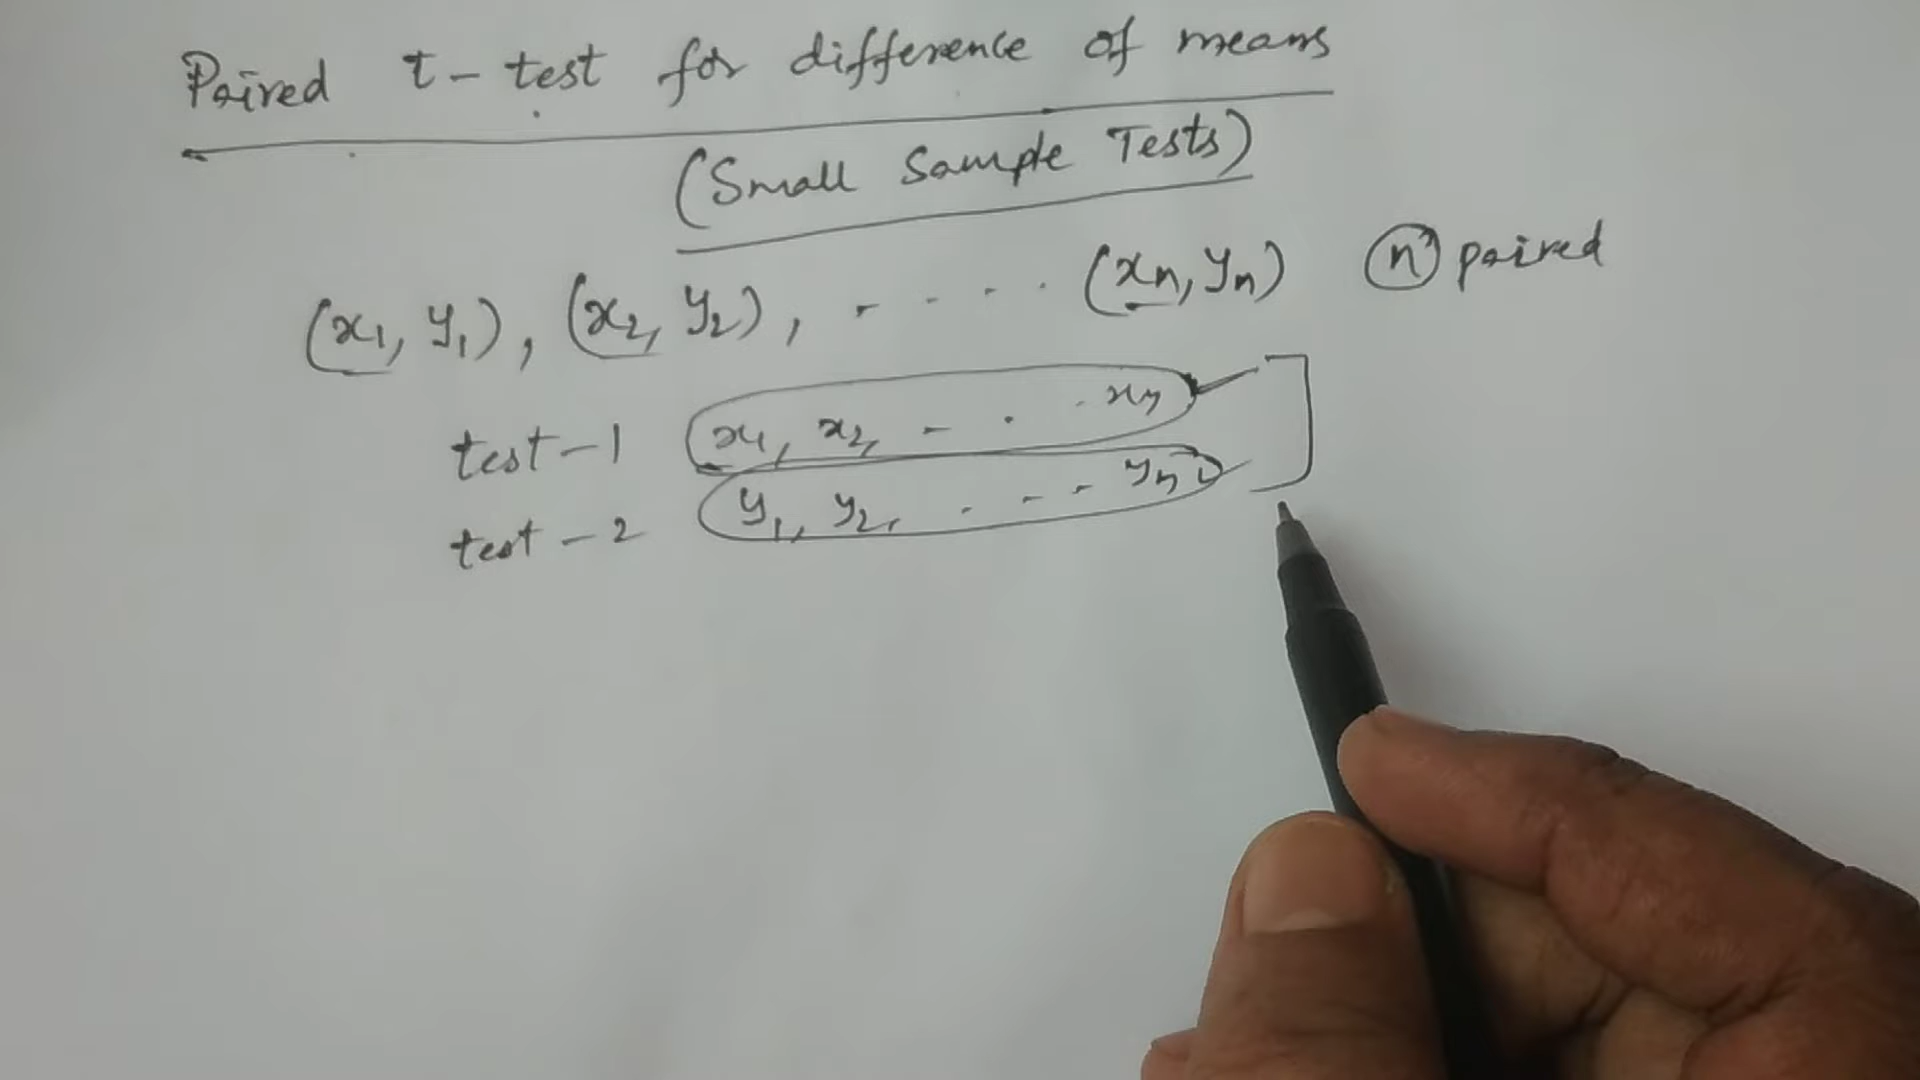 Paired t-test for difference of means
(Small Sample Tests)
(x1, y1), (x2, y2), - - - - . (xn, yn) n paired
test-1 x1, x2, - . . xn
test-2 y1, y2, . - - yn